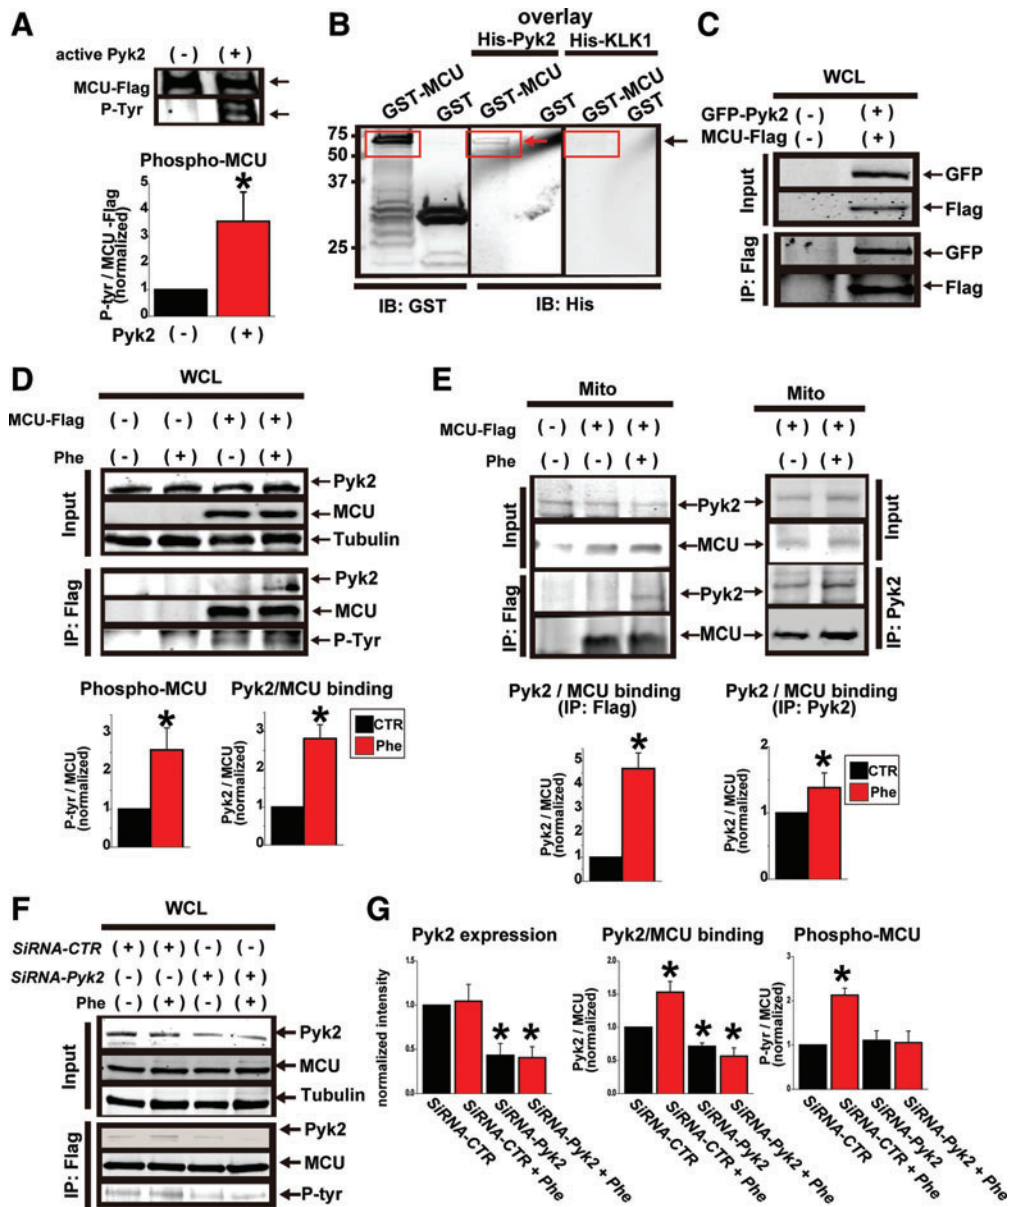 A
active Pyk2 ( - ) ( + )
MCU-Flag
P-Tyr
Phospho-MCU
P-tyr / MCU -Flag
(normalized)
5
4
3
2
1
0
*
Pyk2 ( - ) ( + )
B
overlay
His-Pyk2 His-KLK1
GST-MCU GST GST-MCU GST GST-MCU GST
75
50
37
25
IB: GST IB: His
C
WCL
GFP-Pyk2 ( - ) ( + )
MCU-Flag ( - ) ( + )
Input
GFP
Flag
IP: Flag
GFP
Flag
D
WCL
MCU-Flag ( - ) ( - ) ( + ) ( + )
Phe ( - ) ( + ) ( - ) ( + )
Input
Pyk2
MCU
Tubulin
IP: Flag
Pyk2
MCU
P-Tyr
Phospho-MCU
P-tyr / MCU
(normalized)
3
2
1
0
*
Pyk2/MCU binding
Pyk2 / MCU
(normalized)
3
2
1
0
*
CTR
Phe
E
Mito Mito
MCU-Flag ( - ) ( + ) ( + ) ( + ) ( + )
Phe ( - ) ( - ) ( + ) ( - ) ( + )
Input
Pyk2
MCU
Input
IP: Flag
Pyk2
MCU
IP: Pyk2
Pyk2 / MCU binding
(IP: Flag)
Pyk2 / MCU
(normalized)
5
4
3
2
1
0
*
Pyk2 / MCU binding
(IP: Pyk2)
Pyk2 / MCU
(normalized)
2
1
0
*
CTR
Phe
F
WCL
SiRNA-CTR ( + ) ( + ) ( - ) ( - )
SiRNA-Pyk2 ( - ) ( - ) ( + ) ( + )
Phe ( - ) ( + ) ( - ) ( + )
Input
Pyk2
MCU
Tubulin
IP: Flag
Pyk2
MCU
P-tyr
G
Pyk2 expression
normalized intensity
1.5
1.0
0.5
0.0
* *
SiRNA-CTR
SiRNA-CTR + Phe
SiRNA-Pyk2
SiRNA-Pyk2 + Phe
Pyk2/MCU binding
Pyk2 / MCU
(normalized)
2.0
1.5
1.0
0.5
0.0
* * *
SiRNA-CTR
SiRNA-CTR + Phe
SiRNA-Pyk2
SiRNA-Pyk2 + Phe
Phospho-MCU
P-tyr / MCU
(normalized)
3
2
1
0
*
SiRNA-CTR
SiRNA-CTR + Phe
SiRNA-Pyk2
SiRNA-Pyk2 + Phe